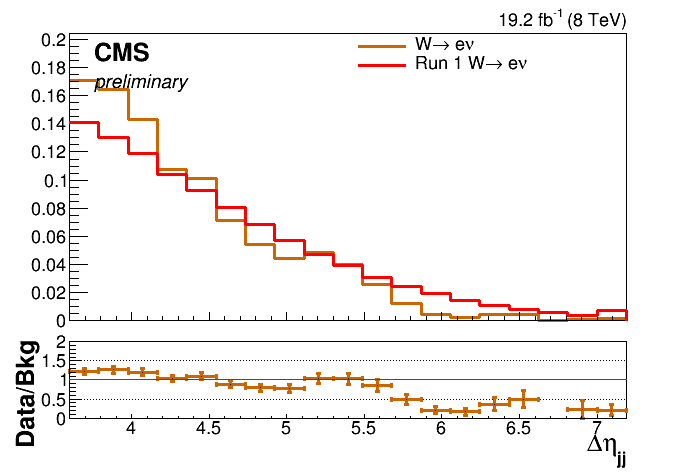 19.2 fb⁻¹ (8 TeV)
CMS
preliminary
W→ eν
Run 1 W→ eν
0.2
0.18
0.16
0.14
0.12
0.1
0.08
0.06
0.04
0.02
0
Data/Bkg
2
1.5
1
0.5
0
4 4.5 5 5.5 6 6.5 7
Δη_jj